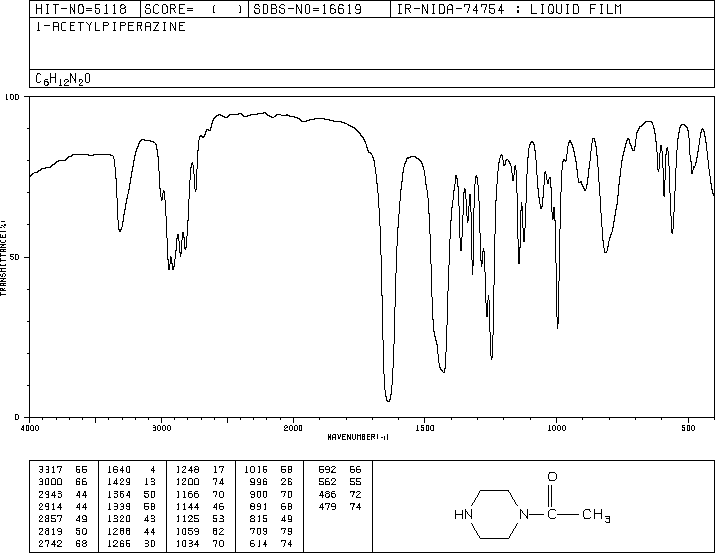 HIT-NO=5118 SCORE= ( ) SDBS-NO=16619 IR-NIDA-74754 : LIQUID FILM
1-ACETYLPIPERAZINE
C6H12N2O
100
50
0
TRANSMITTANCE(%)
4000 3000 2000 1500 1000 500
WAVENUMBER(-1)
3317 55 1640 4 1248 17 1016 68 592 66
3000 66 1429 13 1200 74 996 26 562 55
2943 44 1364 50 1166 70 900 70 486 72
2914 44 1339 58 1144 46 891 68 479 74
2857 49 1320 43 1125 53 815 49
2819 50 1288 44 1059 62 709 79
2742 68 1265 30 1034 70 614 74
O
HN N C CH3